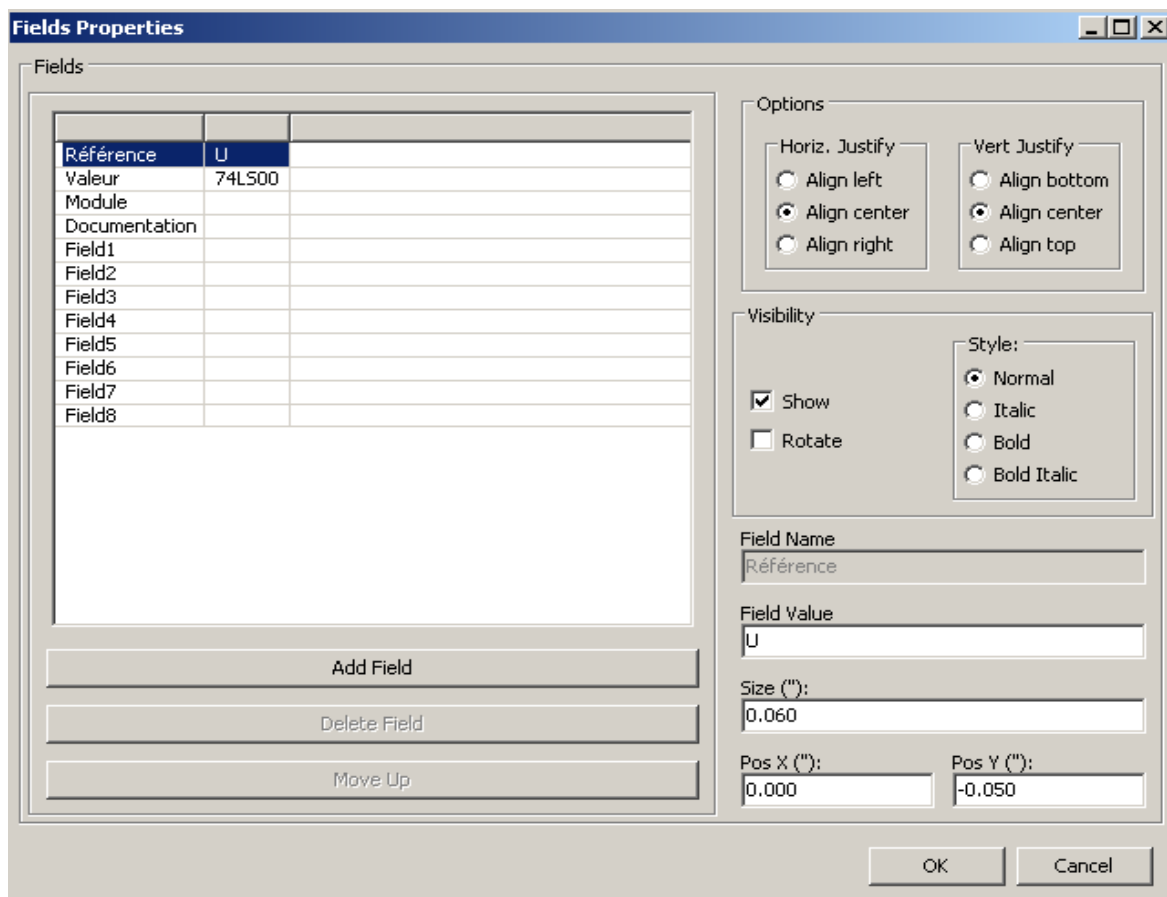 Fields Properties
Fields
Référence U
Valeur 74LS00
Module
Documentation
Field1
Field2
Field3
Field4
Field5
Field6
Field7
Field8
Add Field
Delete Field
Move Up
Options
Horiz. Justify
Align left
Align center
Align right
Vert Justify
Align bottom
Align center
Align top
Visibility
Show
Rotate
Style:
Normal
Italic
Bold
Bold Italic
Field Name
Référence
Field Value
U
Size ("):
0.060
Pos X ("):
0.000
Pos Y ("):
-0.050
OK
Cancel